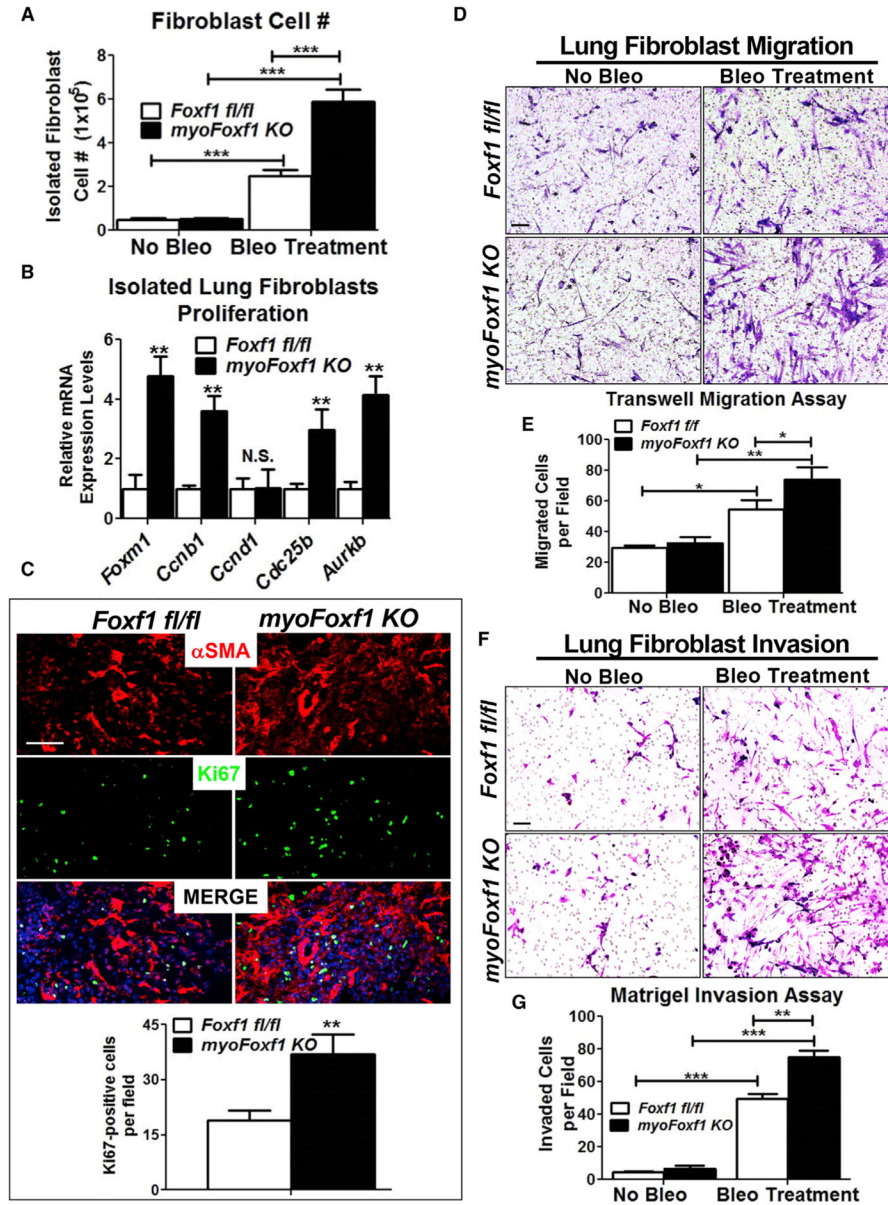 A
Fibroblast Cell #
Isolated Fibroblast
Cell # (1x10⁵)
8
6
4
2
0
***
***
***
Foxf1 fl/fl
myoFoxf1 KO
No Bleo
Bleo Treatment
B
Isolated Lung Fibroblasts
Proliferation
Relative mRNA
Expression Levels
6
4
2
0
Foxf1 fl/fl
myoFoxf1 KO
**
**
N.S.
**
**
Foxm1
Ccnb1
Ccnd1
Cdc25b
Aurkb
C
Foxf1 fl/fl
myoFoxf1 KO
αSMA
Ki67
MERGE
Ki67-positive cells
per field
45
30
15
0
Foxf1 fl/fl
myoFoxf1 KO
**
D
Lung Fibroblast Migration
No Bleo
Bleo Treatment
Foxf1 fl/fl
myoFoxf1 KO
E
Transwell Migration Assay
Migrated Cells
per Field
100
80
60
40
20
0
Foxf1 f/f
myoFoxf1 KO
*
**
*
No Bleo
Bleo Treatment
F
Lung Fibroblast Invasion
No Bleo
Bleo Treatment
Foxf1 fl/fl
myoFoxf1 KO
G
Matrigel Invasion Assay
Invaded Cells
per Field
100
80
60
40
20
0
**
***
***
Foxf1 fl/fl
myoFoxf1 KO
No Bleo
Bleo Treatment